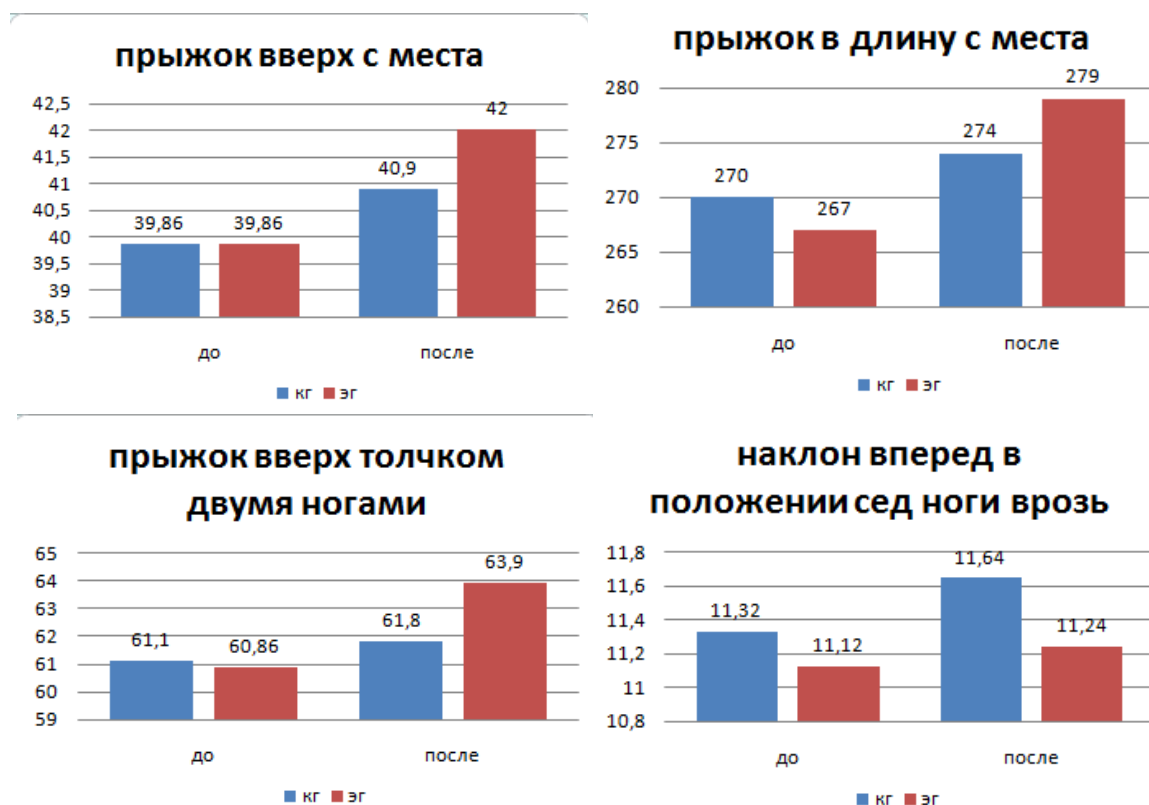 прыжок вверх с места
42,5
42
41,5
41
40,5
40
39,5
39
38,5
39,86
39,86
40,9
42
до
после
кг
эг
прыжок в длину с места
280
275
270
265
260
270
267
274
279
до
после
кг
эг
прыжок вверх толчком
двумя ногами
65
64
63
62
61
60
59
61,1
60,86
61,8
63,9
до
после
кг
эг
наклон вперед в
положении сед ноги врозь
11,8
11,6
11,4
11,2
11
10,8
11,32
11,12
11,64
11,24
до
после
кг
эг